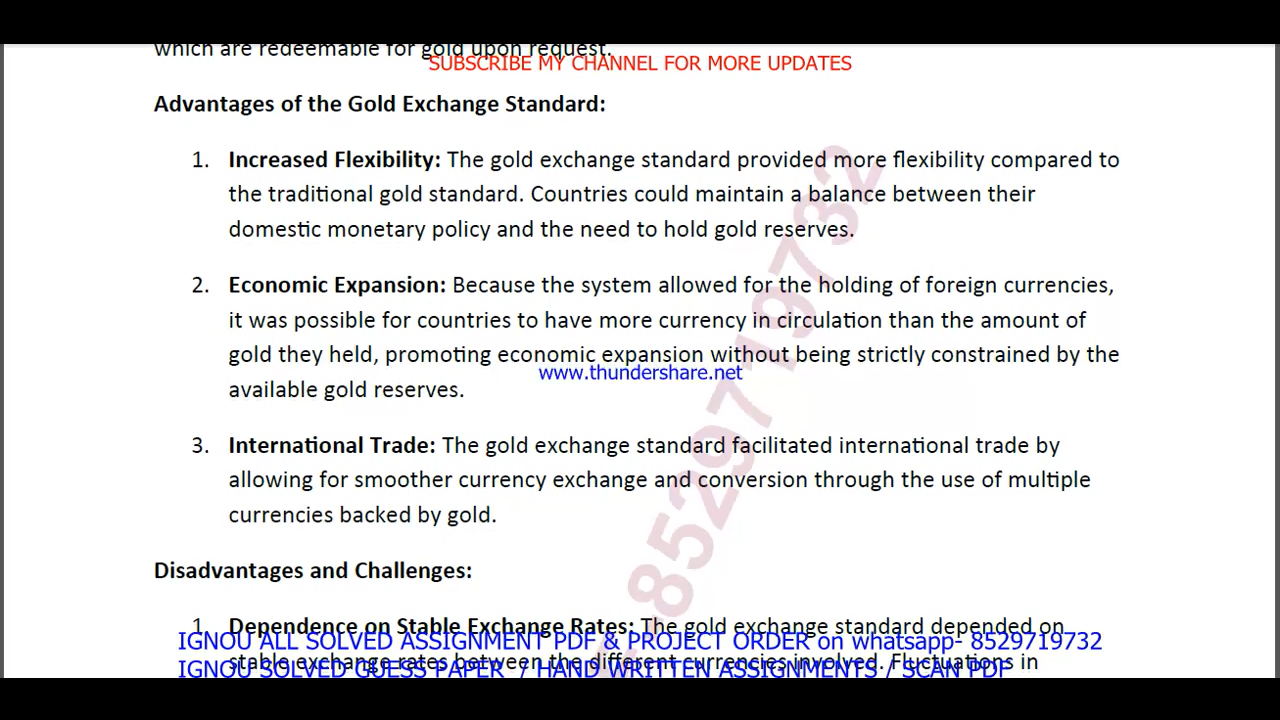 which are redeemable for gold upon request.
SUBSCRIBE MY CHANNEL FOR MORE UPDATES
Advantages of the Gold Exchange Standard:
1. Increased Flexibility: The gold exchange standard provided more flexibility compared to
the traditional gold standard. Countries could maintain a balance between their
domestic monetary policy and the need to hold gold reserves.
2. Economic Expansion: Because the system allowed for the holding of foreign currencies,
it was possible for countries to have more currency in circulation than the amount of
gold they held, promoting economic expansion without being strictly constrained by the
www.thundershare.net
available gold reserves.
3. International Trade: The gold exchange standard facilitated international trade by
allowing for smoother currency exchange and conversion through the use of multiple
currencies backed by gold.
Disadvantages and Challenges:
1. Dependence on Stable Exchange Rates: The gold exchange standard depended on
IGNOU ALL SOLVED ASSIGNMENT PDF & PROJECT ORDER on whatsapp- 8529719732
stable exchange rates between the different currencies involved. Fluctuations in
IGNOU SOLVED GUESS PAPER / HAND WRITTEN ASSIGNMENTS / SCAN PDF
-8529719732